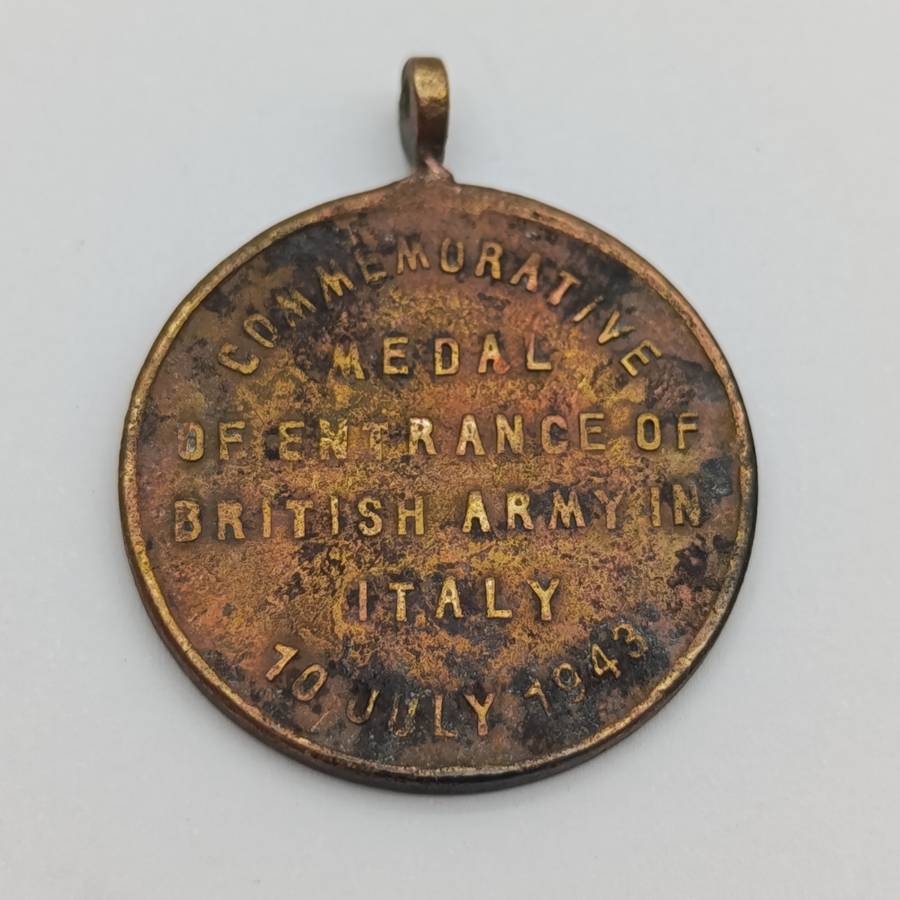 COMMEMORATIVE
MEDAL
OF ENTRANCE OF
BRITISH ARMY IN
ITALY
10 JULY 1943